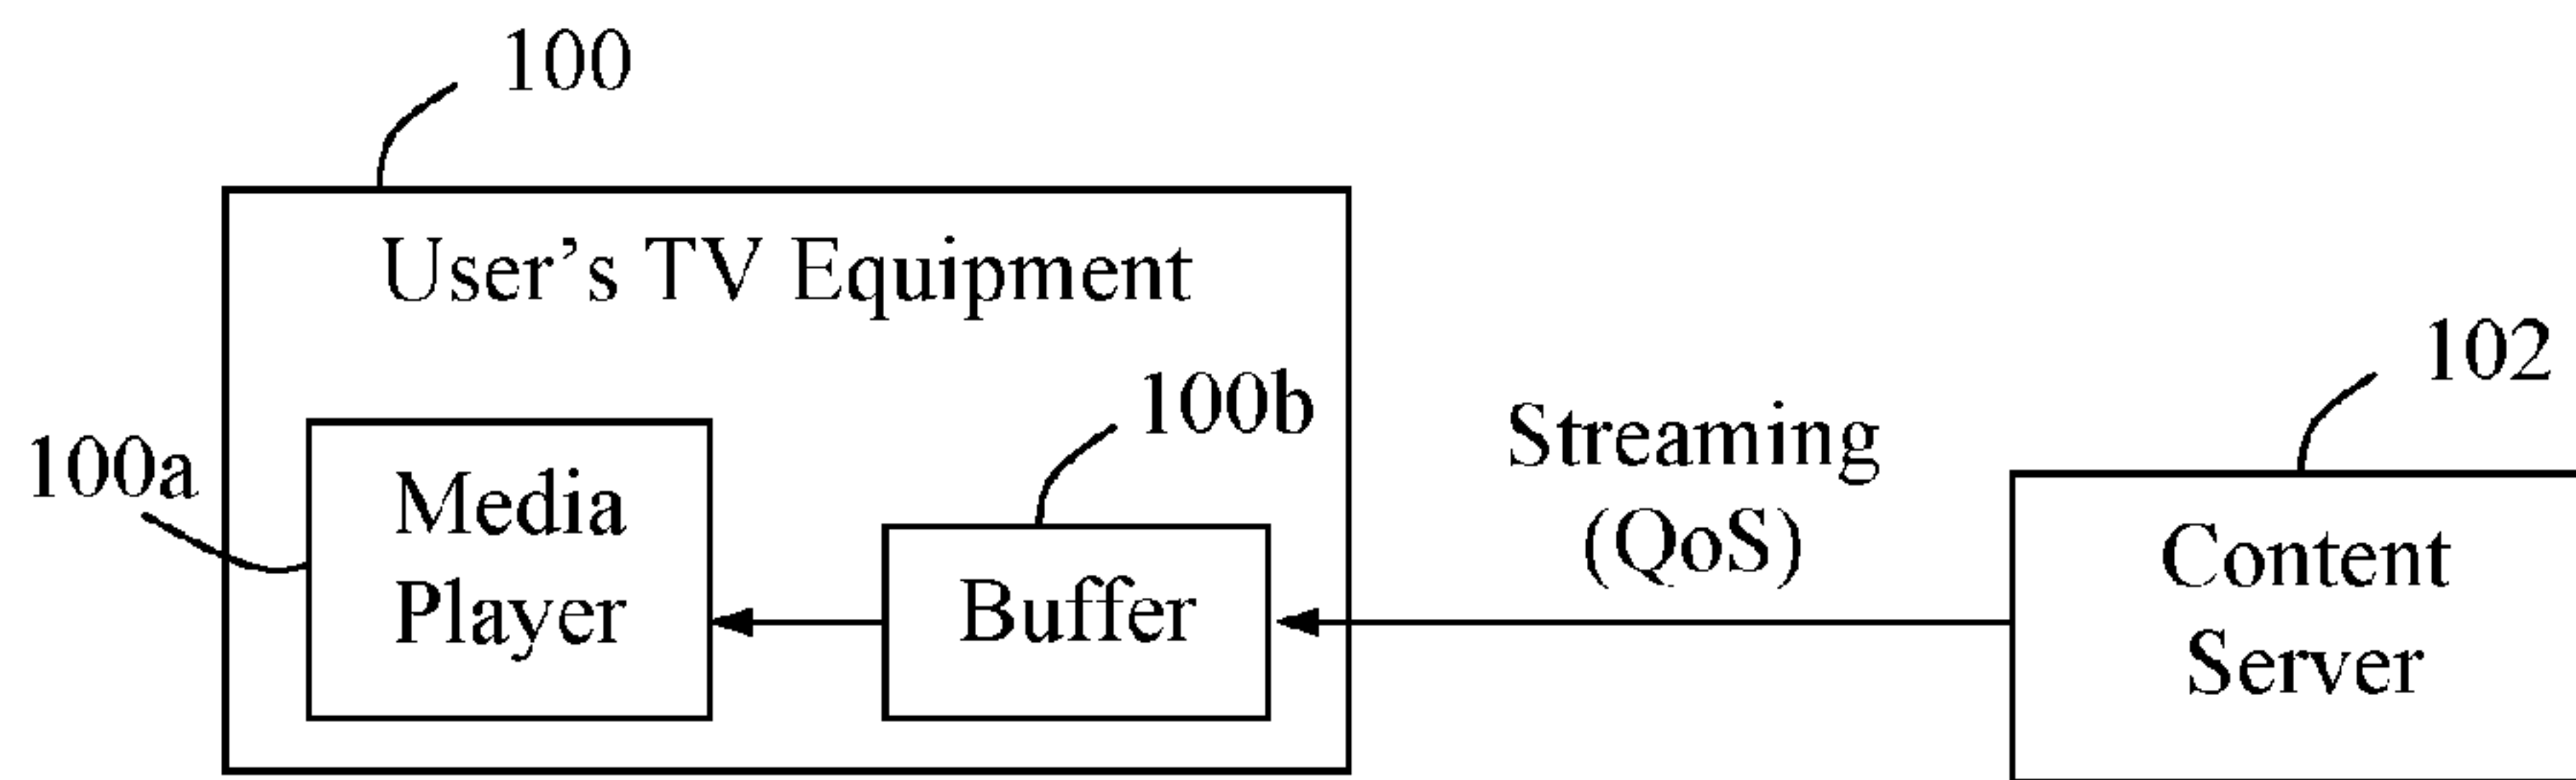 100
User's TV Equipment
102
100b
Streaming
(QoS)
100a
Media
Player
Buffer
Content
Server